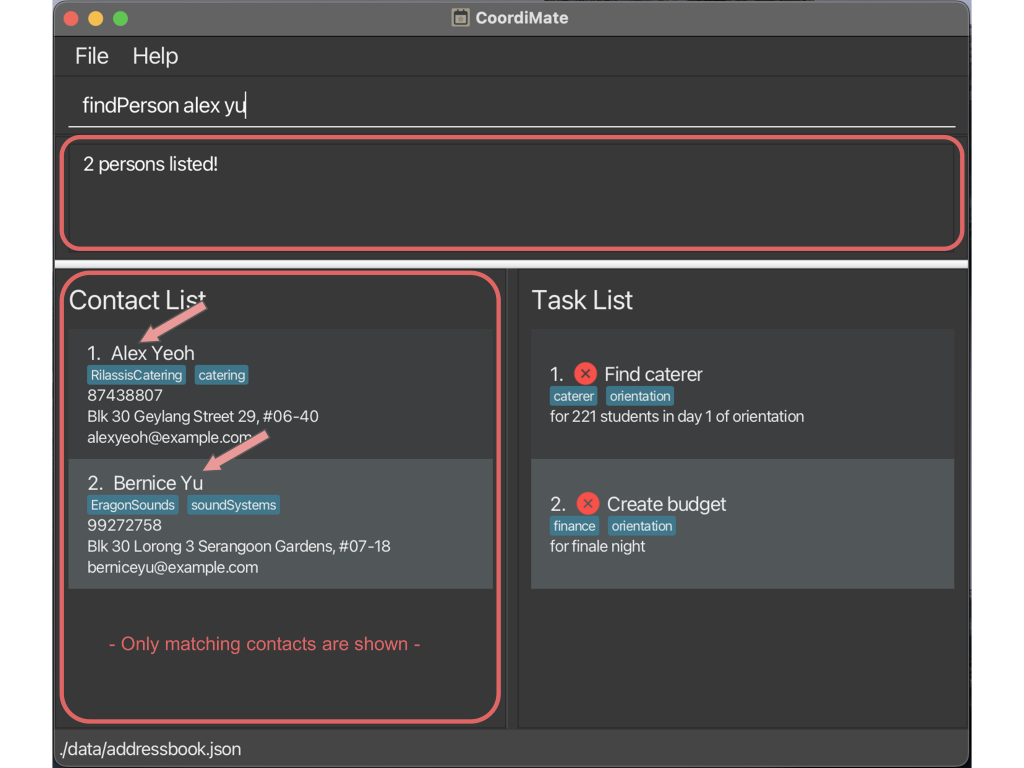 CoordiMate
File Help
findPerson alex yu
2 persons listed!
Contact List
1. Alex Yeoh
RilassisCatering catering
87438807
Blk 30 Geylang Street 29, #06-40
alexyeoh@example.com
2. Bernice Yu
EragonSounds soundSystems
99272758
Blk 30 Lorong 3 Serangoon Gardens, #07-18
berniceyu@example.com
- Only matching contacts are shown -
Task List
1. Find caterer
caterer orientation
for 221 students in day 1 of orientation
2. Create budget
finance orientation
for finale night
./data/addressbook.json